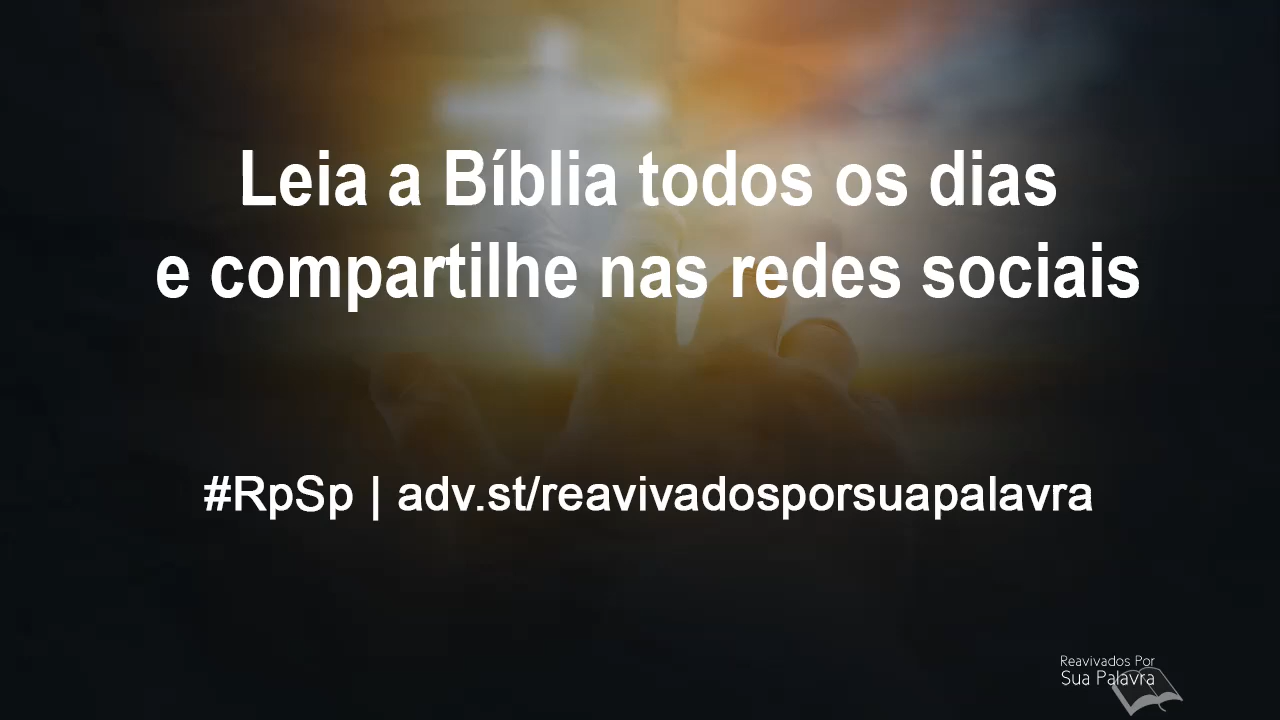 Leia a Bíblia todos os dias
e compartilhe nas redes sociais
#RpSp | adv.st/reavivadosporsuapalavra
Reavivados Por
Sua Palavra